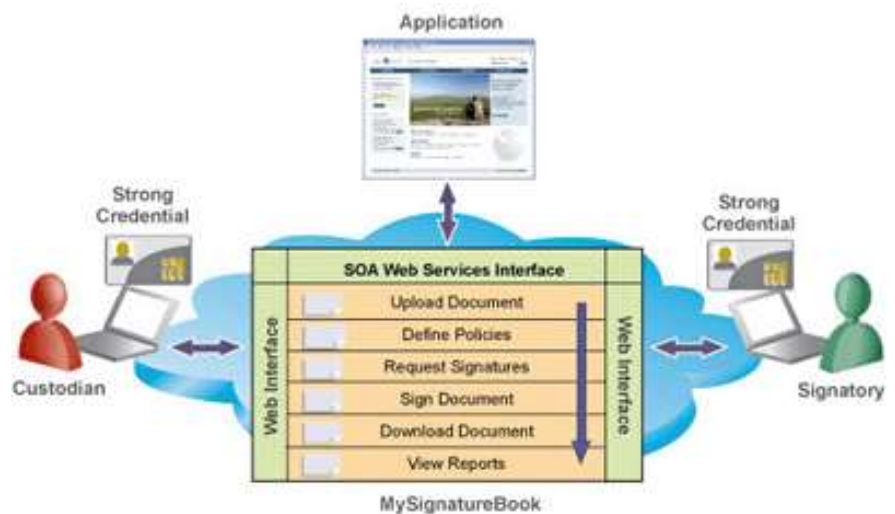 Application
Strong
Credential
Strong
Credential
SOA Web Services Interface
Web Interface
Upload Document
Define Policies
Request Signatures
Sign Document
Download Document
View Reports
Web Interface
Custodian
Signatory
MySignatureBook